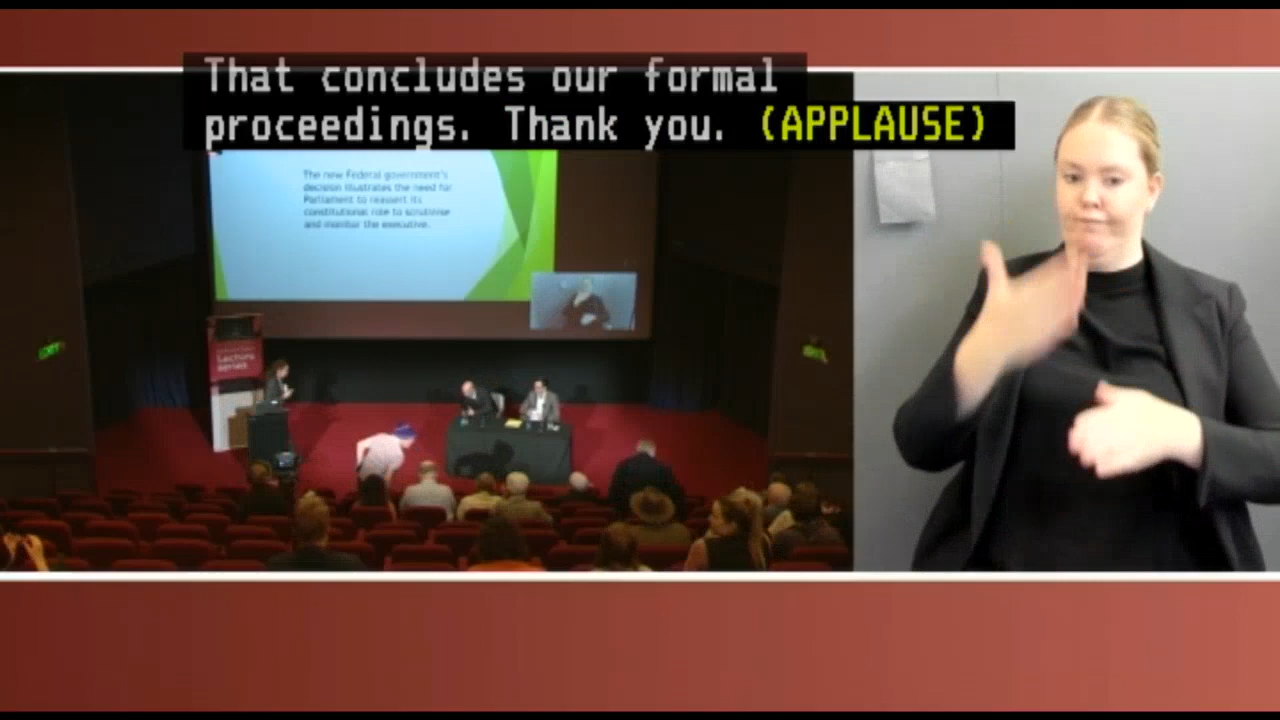 That concludes our formal
proceedings. Thank you. (APPLAUSE)
The new Federal government's
decision illustrates the need for
Parliament to reassert its
constitutional role to scrutinise
and monitor the executive.
Lecture
series